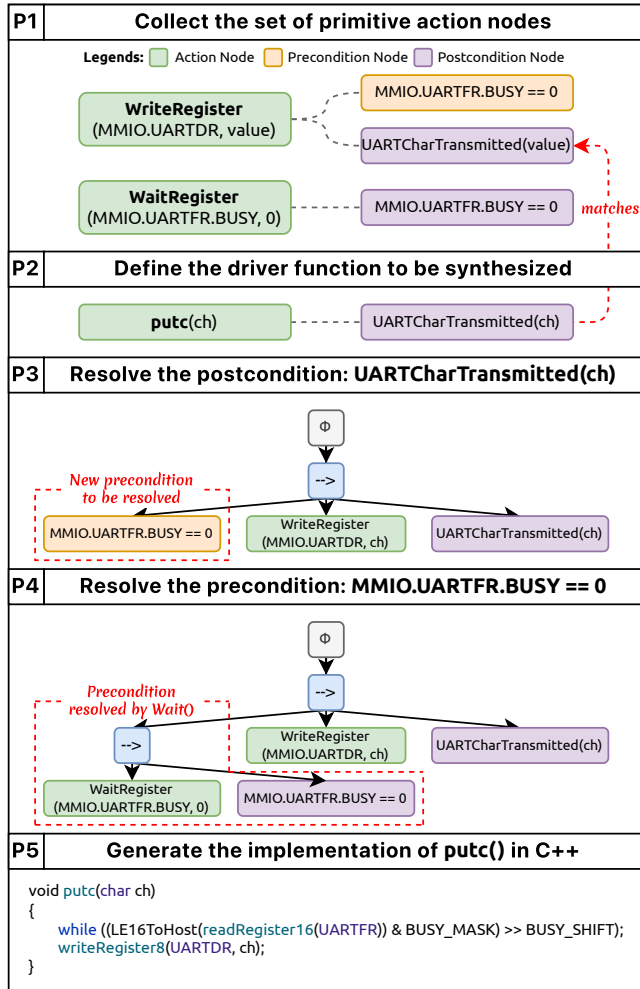 P1 Collect the set of primitive action nodes
Legends: Action Node Precondition Node Postcondition Node
WriteRegister
(MMIO.UARTDR, value)
MMIO.UARTFR.BUSY == 0
UARTCharTransmitted(value)
WaitRegister
(MMIO.UARTFR.BUSY, 0)
MMIO.UARTFR.BUSY == 0
matches
P2 Define the driver function to be synthesized
putc(ch)
UARTCharTransmitted(ch)
P3 Resolve the postcondition: UARTCharTransmitted(ch)
Φ
-->
New precondition
to be resolved
MMIO.UARTFR.BUSY == 0
WriteRegister
(MMIO.UARTDR, ch)
UARTCharTransmitted(ch)
P4 Resolve the precondition: MMIO.UARTFR.BUSY == 0
Φ
-->
Precondition
resolved by Wait()
-->
WriteRegister
(MMIO.UARTDR, ch)
UARTCharTransmitted(ch)
WaitRegister
(MMIO.UARTFR.BUSY, 0)
MMIO.UARTFR.BUSY == 0
P5 Generate the implementation of putc() in C++
void putc(char ch)
{
while ((LE16ToHost(readRegister16(UARTFR)) & BUSY_MASK) >> BUSY_SHIFT);
writeRegister8(UARTDR, ch);
}